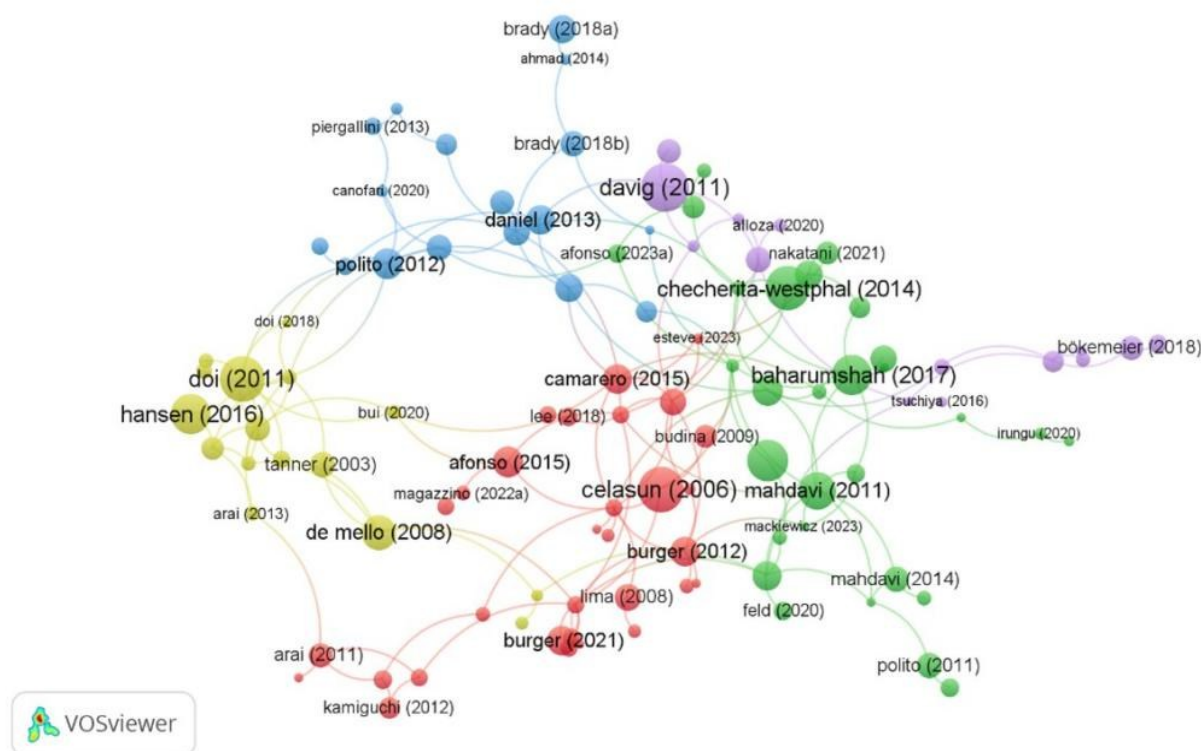 brady (2018a)
ahmad (2014)
piergallini (2013)
brady (2018b)
canofari (2020)
davig (2011)
daniel (2013)
alloza (2020)
afonso (2023a)
nakatani (2021)
polito (2012)
checherita-westphal (2014)
doi (2018)
esteve (2023)
bökemeier (2018)
doi (2011)
camarero (2015)
baharumshah (2017)
tsuchiya (2016)
hansen (2016)
bui (2020)
lee (2018)
budina (2009)
irungu (2020)
tanner (2003)
afonso (2015)
magazzino (2022a)
celasun (2006)
mahdavi (2011)
arai (2013)
de mello (2008)
mackiewicz (2023)
burger (2012)
mahdavi (2014)
lima (2008)
feld (2020)
burger (2021)
arai (2011)
polito (2011)
kamiguchi (2012)
VOSviewer